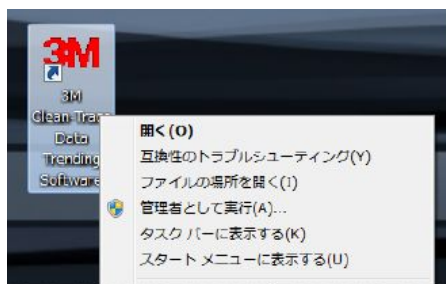 3M
3M
Clean-Trace
Data
Trending
Software
開く(O)
互換性のトラブルシューティング(Y)
ファイルの場所を開く(I)
管理者として実行(A)...
タスク バーに表示する(K)
スタート メニューに表示する(U)